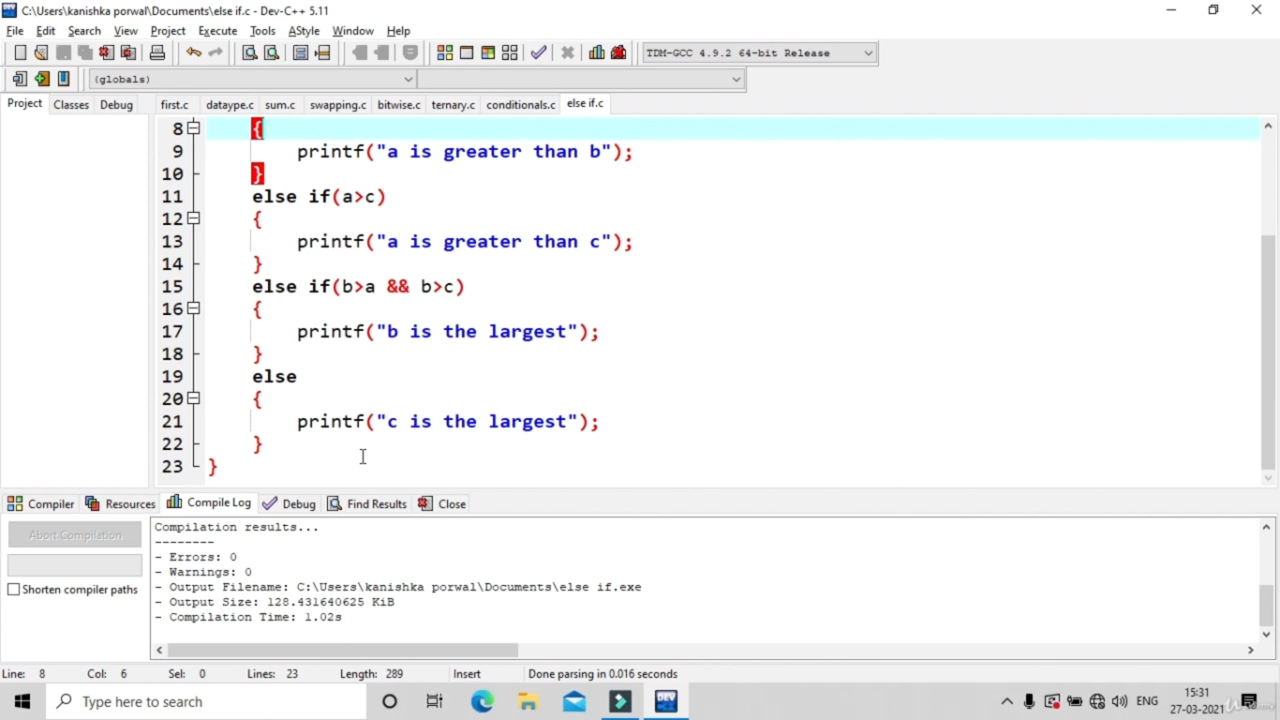 C:\Users\kanishka porwal\Documents\else if.c - Dev-C++ 5.11
File Edit Search View Project Execute Tools AStyle Window Help
TDM-GCC 4.9.2 64-bit Release
(globals)
Project Classes Debug first.c dataype.c sum.c swapping.c bitwise.c ternary.c conditionals.c else if.c
8 {
9 printf("a is greater than b");
10 }
11 else if(a>c)
12 {
13 printf("a is greater than c");
14 }
15 else if(b>a && b>c)
16 {
17 printf("b is the largest");
18 }
19 else
20 {
21 printf("c is the largest");
22 }
23 }
Compiler Resources Compile Log Debug Find Results Close
Abort Compilation
Shorten compiler paths
Compilation results...
--------
- Errors: 0
- Warnings: 0
- Output Filename: C:\Users\kanishka porwal\Documents\else if.exe
- Output Size: 128.431640625 KiB
- Compilation Time: 1.02s
Line: 8 Col: 6 Sel: 0 Lines: 23 Length: 289 Insert Done parsing in 0.016 seconds
Type here to search
DEV
ENG
15:31
27-03-2021
Udemy